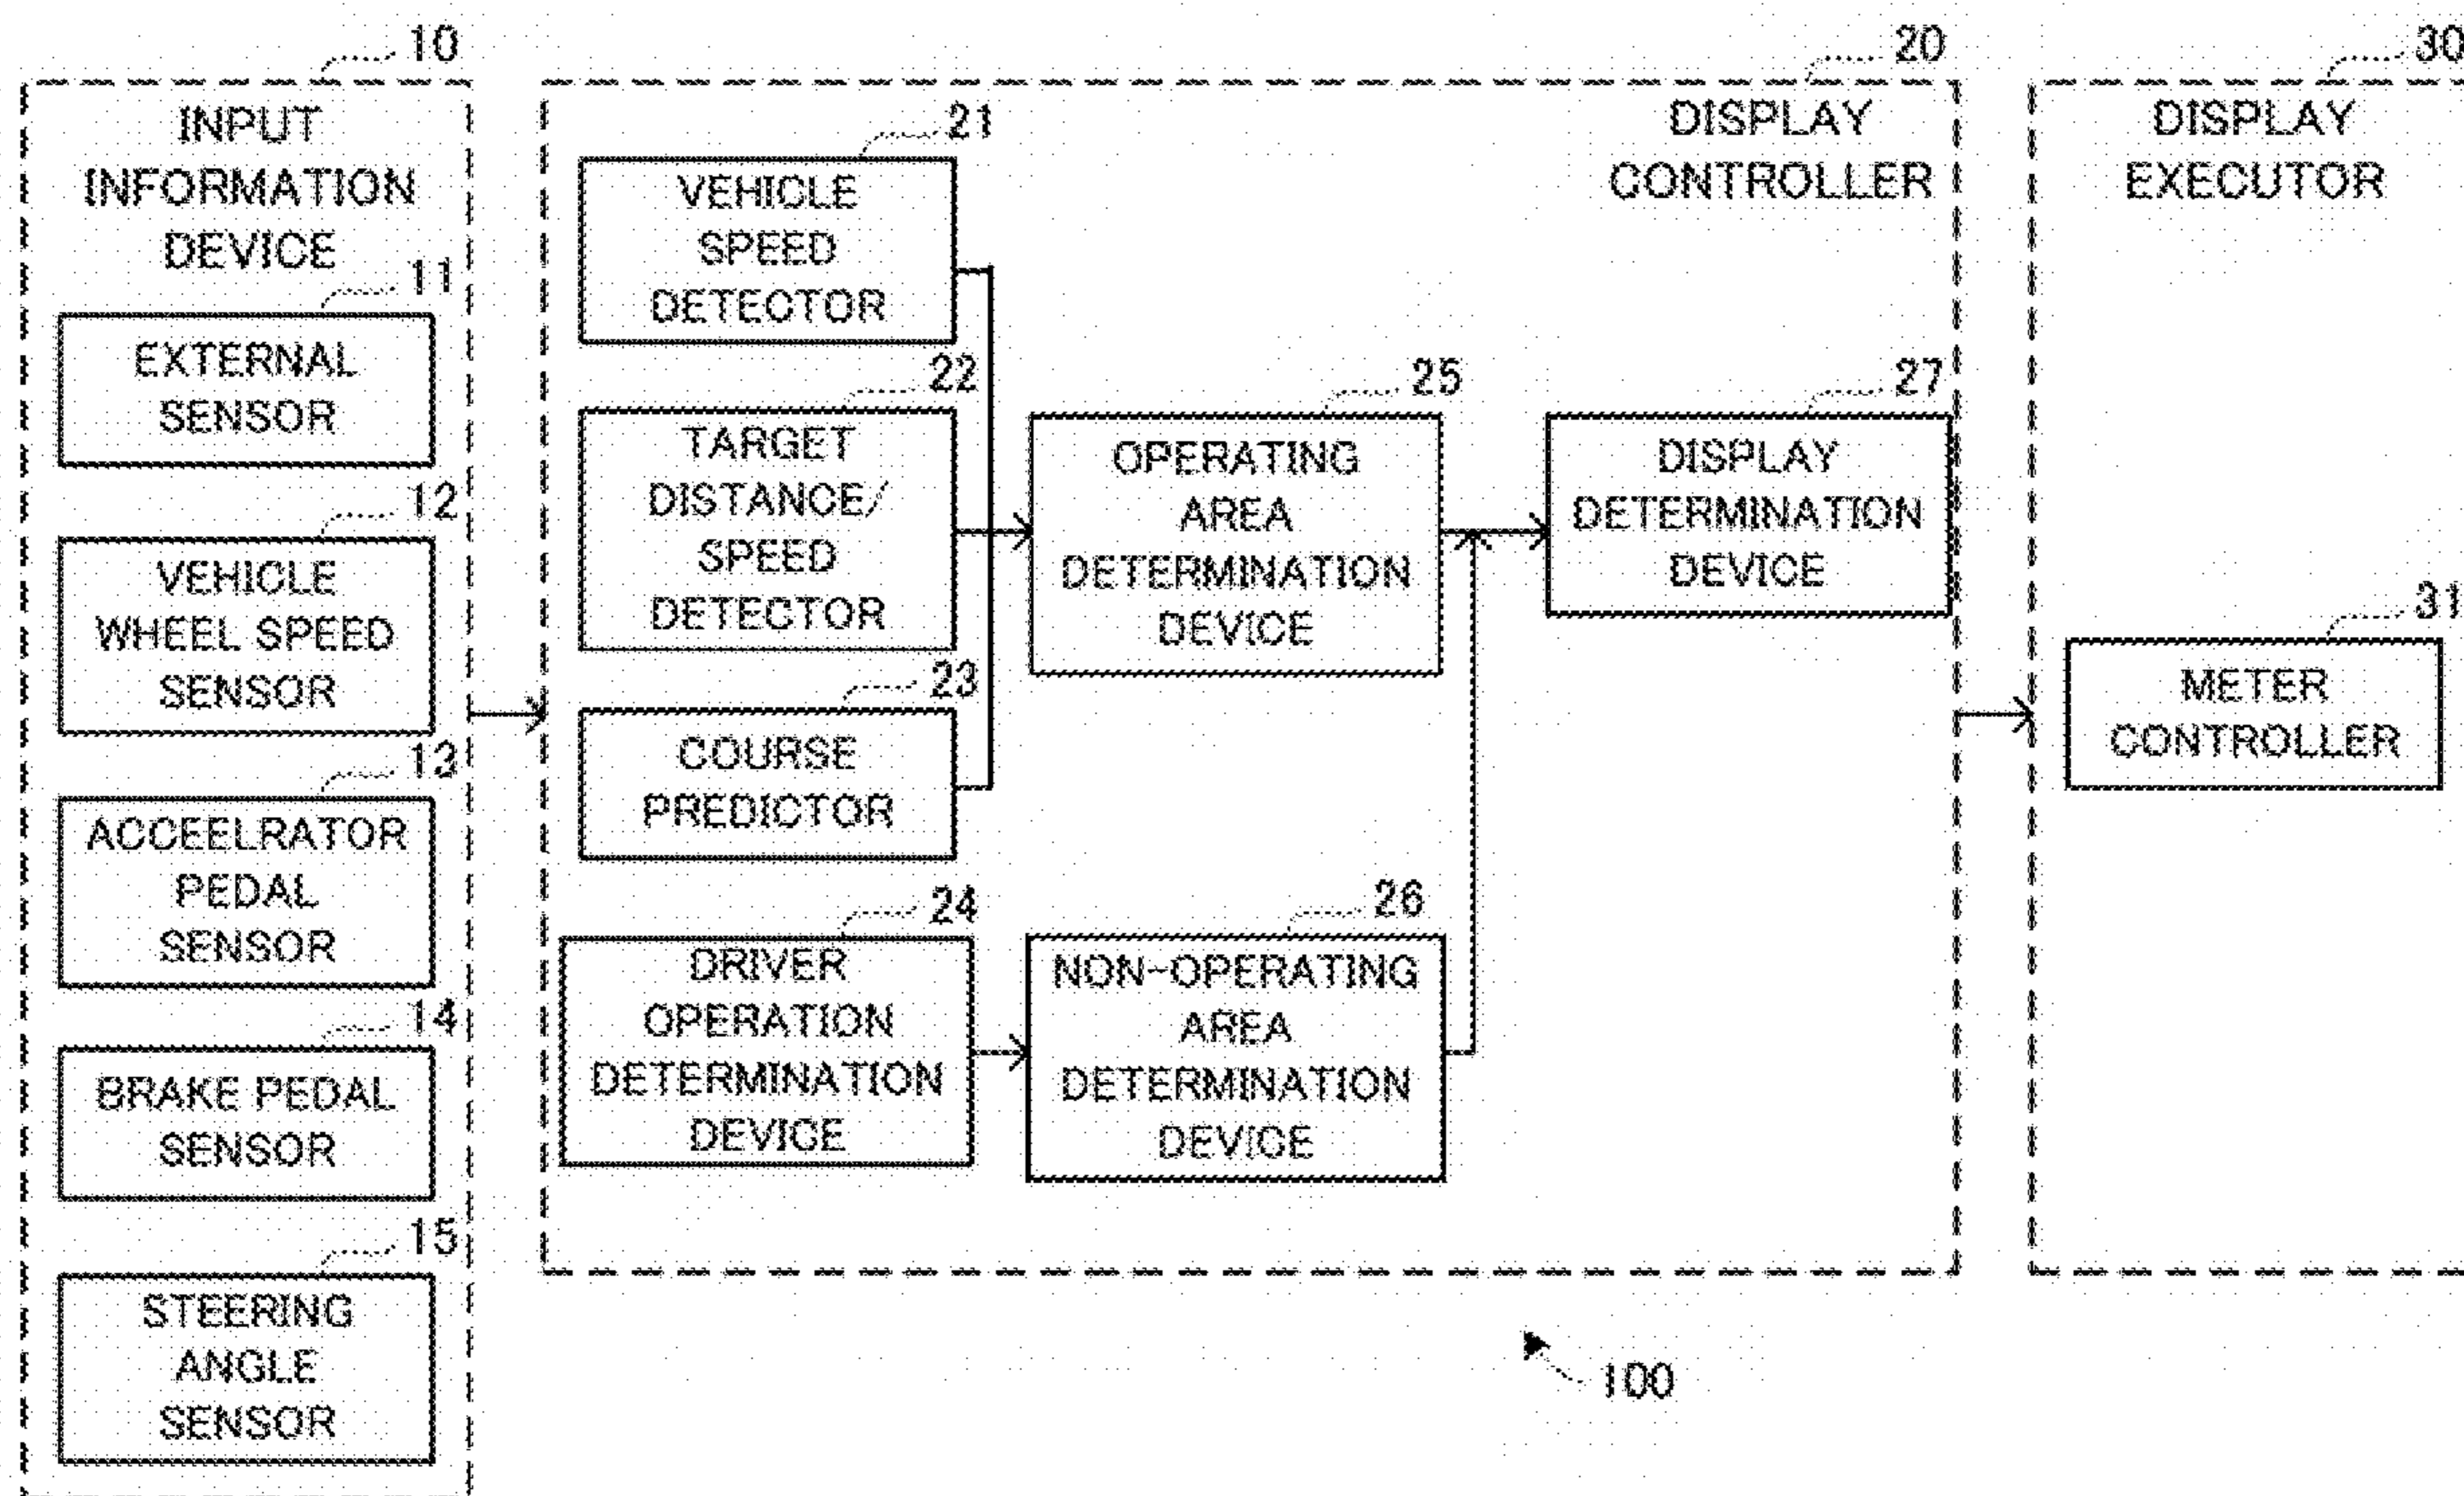 10
INPUT
INFORMATION
DEVICE
11
EXTERNAL
SENSOR
12
VEHICLE
WHEEL SPEED
SENSOR
13
ACCEELRATOR
PEDAL
SENSOR
14
BRAKE PEDAL
SENSOR
15
STEERING
ANGLE
SENSOR
20
DISPLAY
CONTROLLER
21
VEHICLE
SPEED
DETECTOR
22
TARGET
DISTANCE/
SPEED
DETECTOR
23
COURSE
PREDICTOR
24
DRIVER
OPERATION
DETERMINATION
DEVICE
25
OPERATING
AREA
DETERMINATION
DEVICE
26
NON-OPERATING
AREA
DETERMINATION
DEVICE
27
DISPLAY
DETERMINATION
DEVICE
30
DISPLAY
EXECUTOR
31
METER
CONTROLLER
100